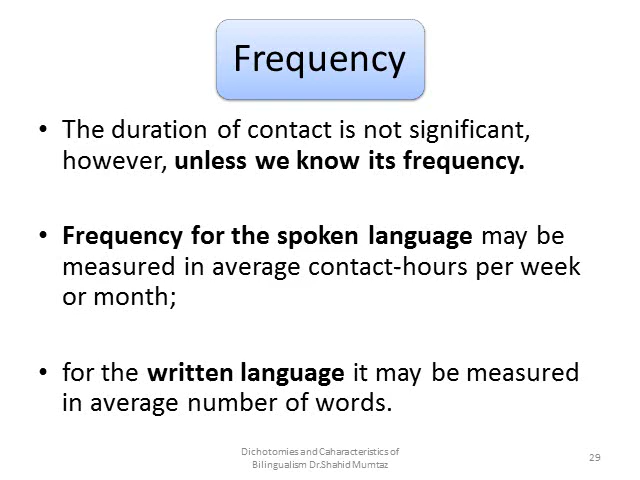 Frequency
• The duration of contact is not significant,
however, unless we know its frequency.
• Frequency for the spoken language may be
measured in average contact-hours per week
or month;
• for the written language it may be measured
in average number of words.
Dichotomies and Caharacteristics of
Bilingualism Dr.Shahid Mumtaz
29